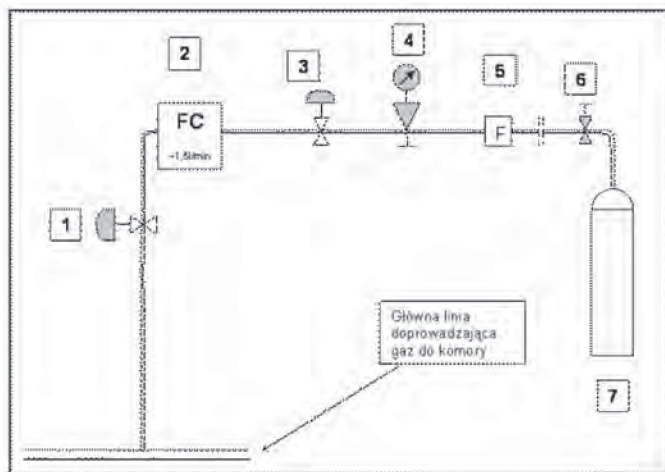 4
2
3
5
6
FC
~1,5l/min
F
1
Główna linia
doprowadzająca
gaz do komory
7